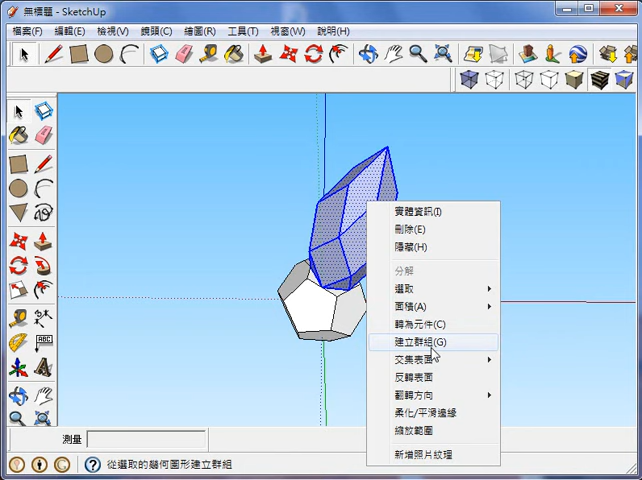 無標題 - SketchUp
檔案(F) 編輯(E) 檢視(V) 鏡頭(C) 繪圖(R) 工具(T) 視窗(W) 說明(H)
實體資訊(I)
刪除(E)
隱藏(H)
分解
選取
面積(A)
轉為元件(C)
建立群組(G)
交集表面
反轉表面
翻轉方向
柔化/平滑邊緣
縮放範圍
新增照片紋理
ABC
測量
從選取的幾何圖形建立群組